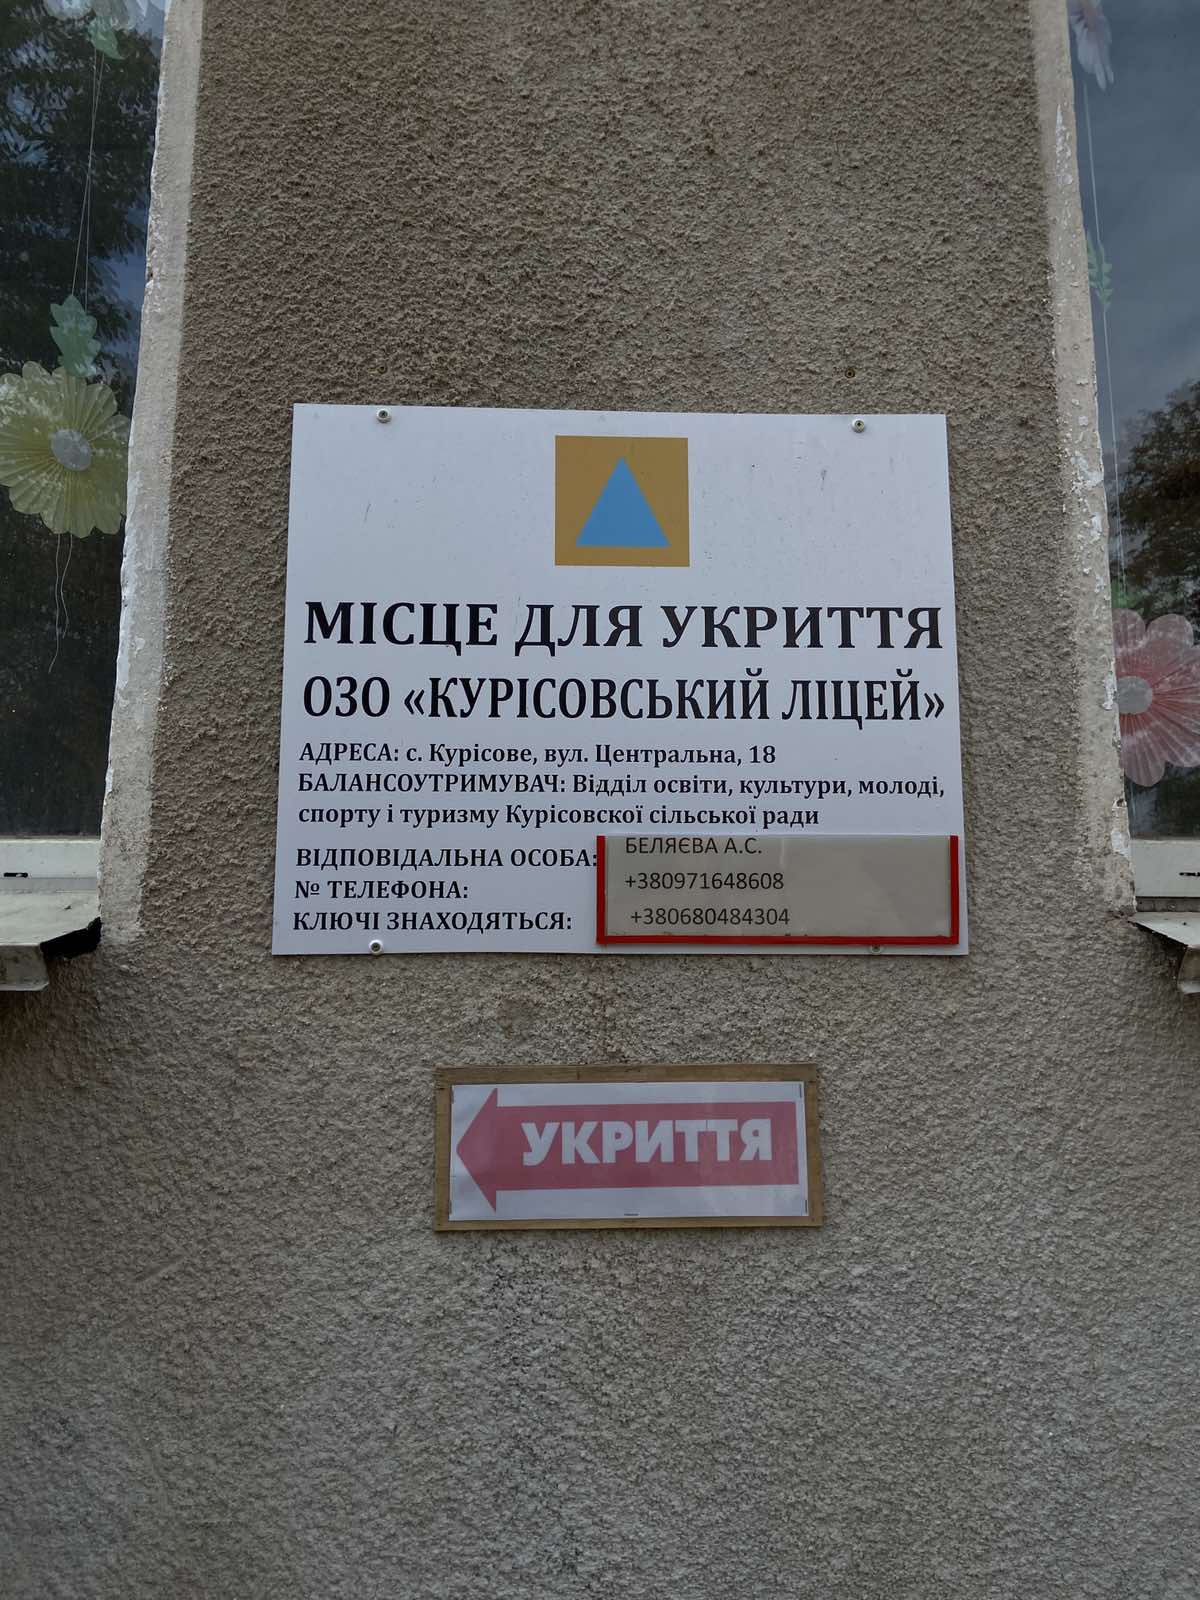 МІСЦЕ ДЛЯ УКРИТТЯ
ОЗО «КУРІСОВСЬКИЙ ЛІЦЕЙ»
АДРЕСА: с. Курісове, вул. Центральна, 18
БАЛАНСОУТРИМУВАЧ: Відділ освіти, культури, молоді,
спорту і туризму Курісовскої сільської ради
ВІДПОВІДАЛЬНА ОСОБА: БЕЛЯЄВА А.С.
№ ТЕЛЕФОНА: +380971648608
КЛЮЧІ ЗНАХОДЯТЬСЯ: +380680484304
УКРИТТЯ